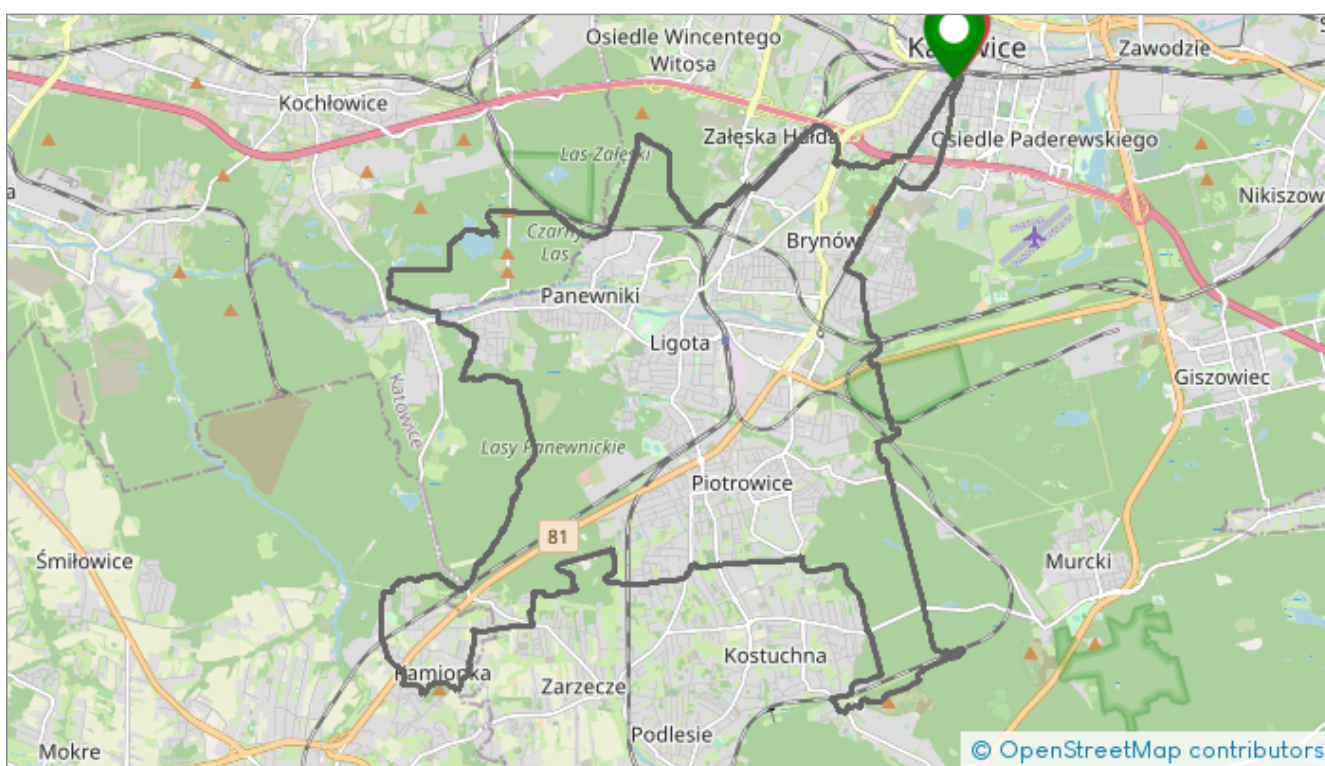 Osiedle Wincentego
Witosa
Zawodzie
Kochłowice
Załęska Hałda
Osiedle Paderewskiego
Las Załęski
Nikiszow
a
Czarny
Las
Brynów
Panewniki
Ligota
Giszowiec
Katowice
Lasy Panewnickie
Piotrowice
81
Śmiłowice
Murcki
Kostuchna
Kamionka
Zarzecze
Podlesie
Mokre
© OpenStreetMap contributors